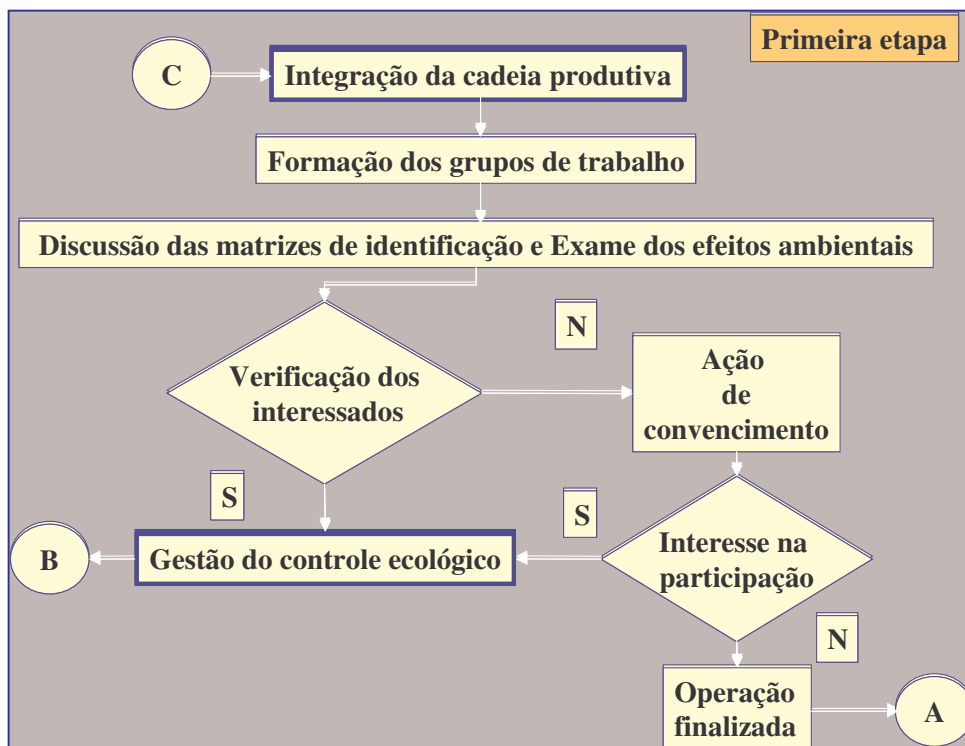 Primeira etapa
C
Integração da cadeia produtiva
Formação dos grupos de trabalho
Discussão das matrizes de identificação e Exame dos efeitos ambientais
N
Verificação dos
interessados
Ação
de
convencimento
S
S
B
Gestão do controle ecológico
Interesse na
participação
N
Operação
finalizada
A